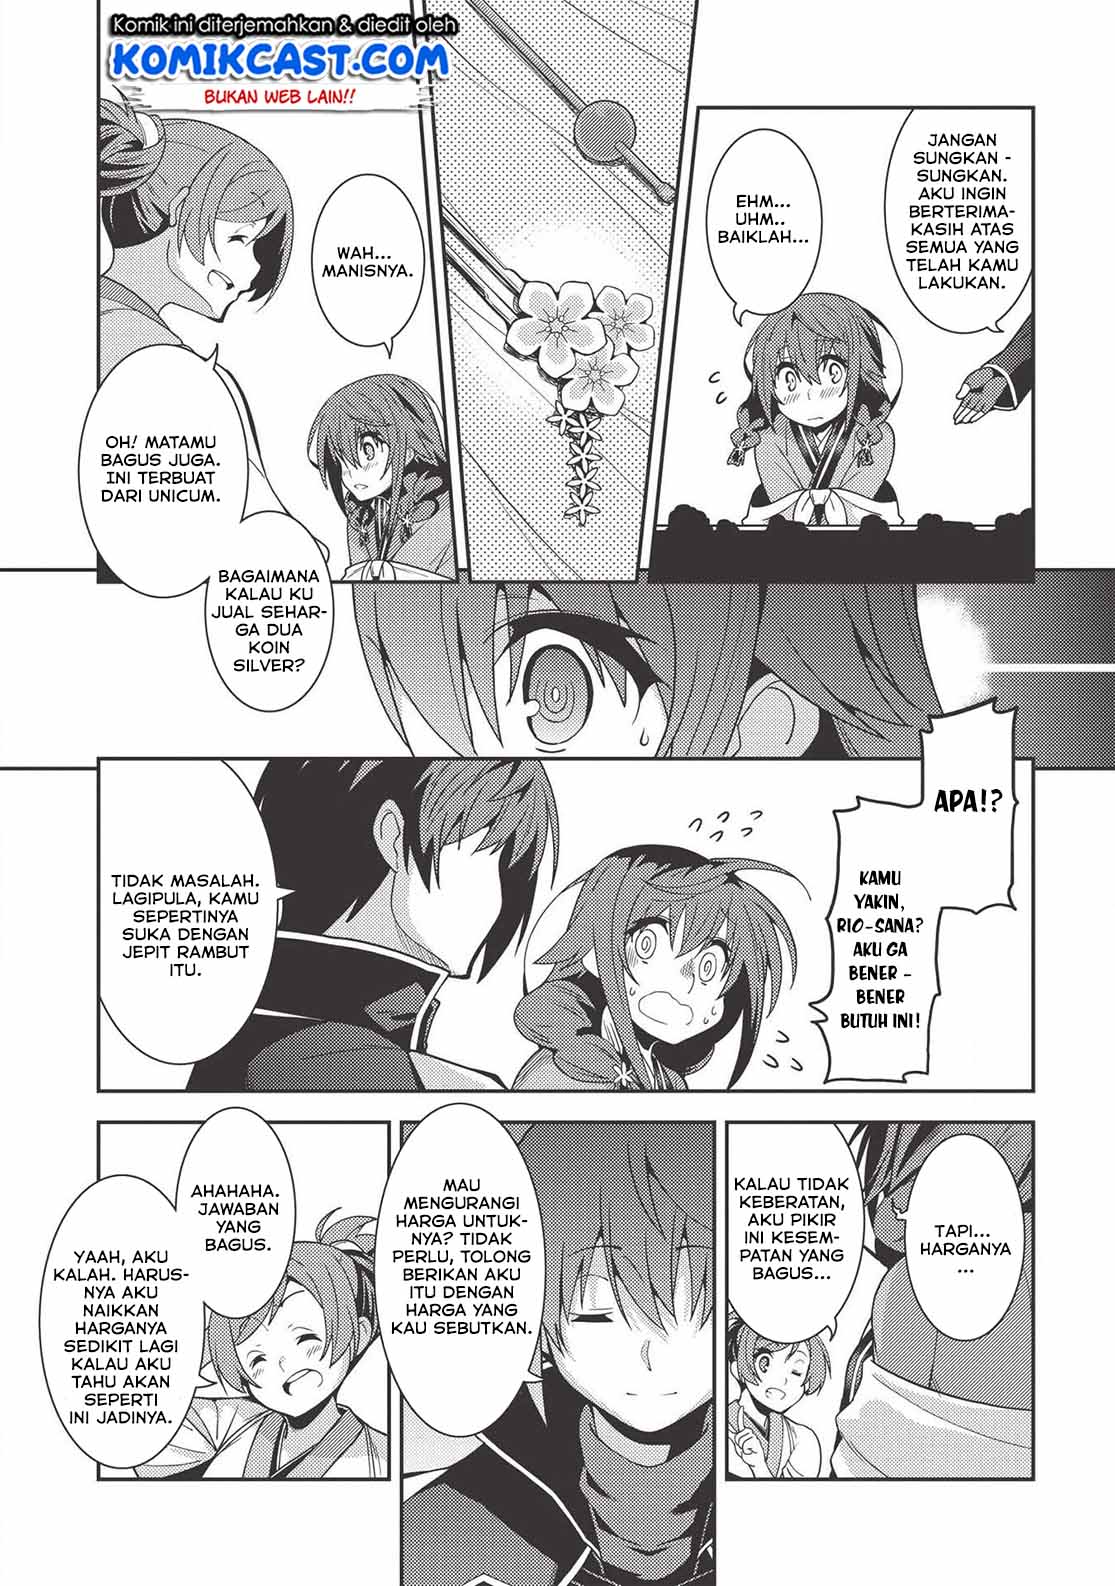 Komik ini diterjemahkan & diedit oleh
KOMIKCAST.COM
BUKAN WEB LAIN!!
JANGAN
SUNGKAN -
SUNGKAN.
AKU INGIN
BERTERIMA-
KASIH ATAS
SEMUA YANG
TELAH KAMU
LAKUKAN.
EHM...
UHM..
BAIKLAH...
WAH...
MANISNYA.
OH! MATAMU
BAGUS JUGA.
INI TERBUAT
DARI UNICUM.
BAGAIMANA
KALAU KU
JUAL SEHAR-
GA DUA
KOIN
SILVER?
APA!?
KAMU
YAKIN,
RIO-SANA?
AKU GA
BENER -
BENER
BUTUH INI!
TIDAK MASALAH.
LAGIPULA, KAMU
SEPERTINYA
SUKA DENGAN
JEPIT RAMBUT
ITU.
TAPI...
HARGANYA
...
KALAU TIDAK
KEBERATAN,
AKU PIKIR
INI KESEM-
PATAN YANG
BAGUS...
MAU
MENGURANGI
HARGA UNTUK-
NYA? TIDAK
PERLU, TOLONG
BERIKAN AKU
ITU DENGAN
HARGA YANG
KAU SEBUTKAN.
AHAHAHA.
JAWABAN
YANG
BAGUS.
YAAH, AKU
KALAH. HARUS-
NYA AKU
NAIKKAN
HARGANYA
SEDIKIT LAGI
KALAU AKU
TAHU AKAN
SEPERTI
INI JADINYA.